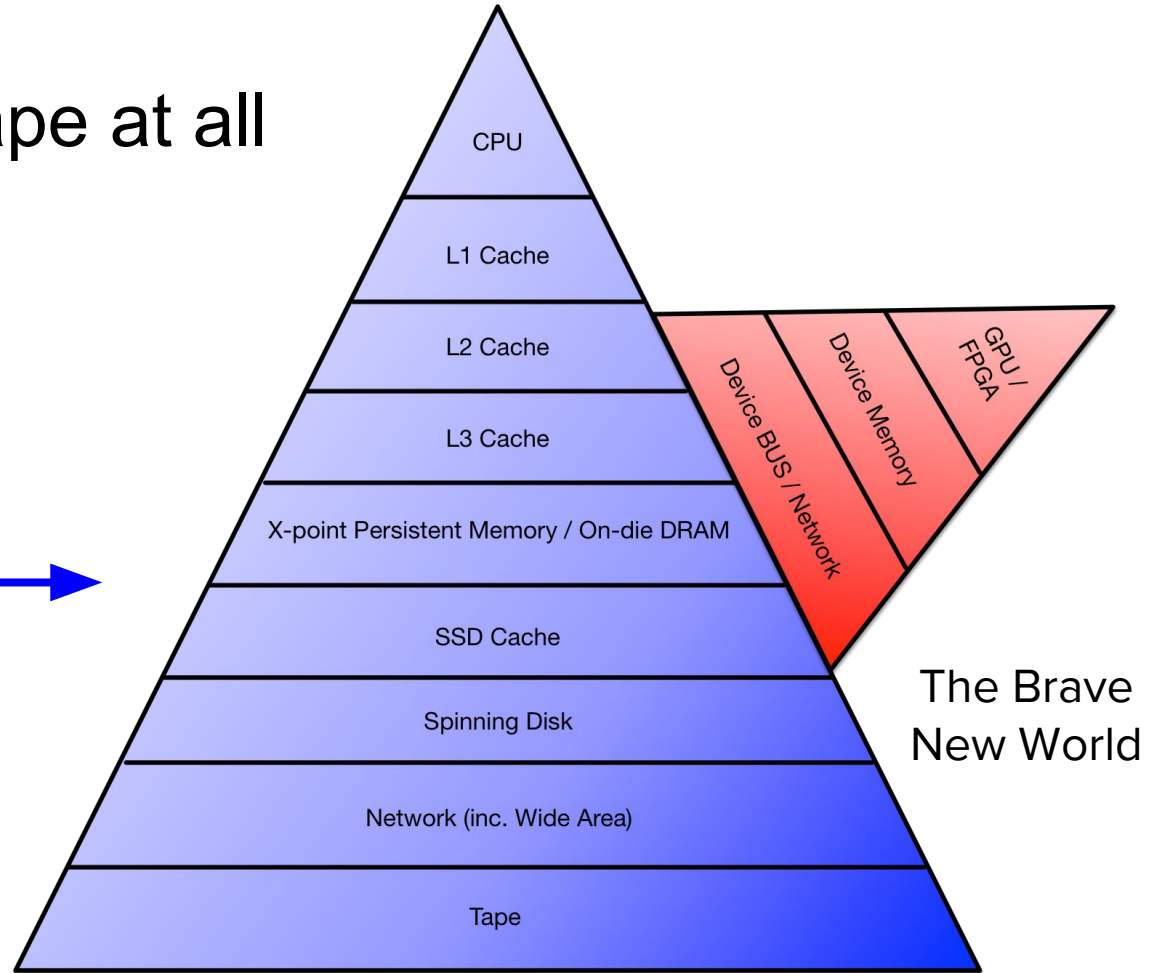 ape at all
CPU
L1 Cache
L2 Cache
L3 Cache
X-point Persistent Memory / On-die DRAM
SSD Cache
Spinning Disk
Network (inc. Wide Area)
Tape
Device BUS / Network
Device Memory
GPU /
FPGA
The Brave
New World